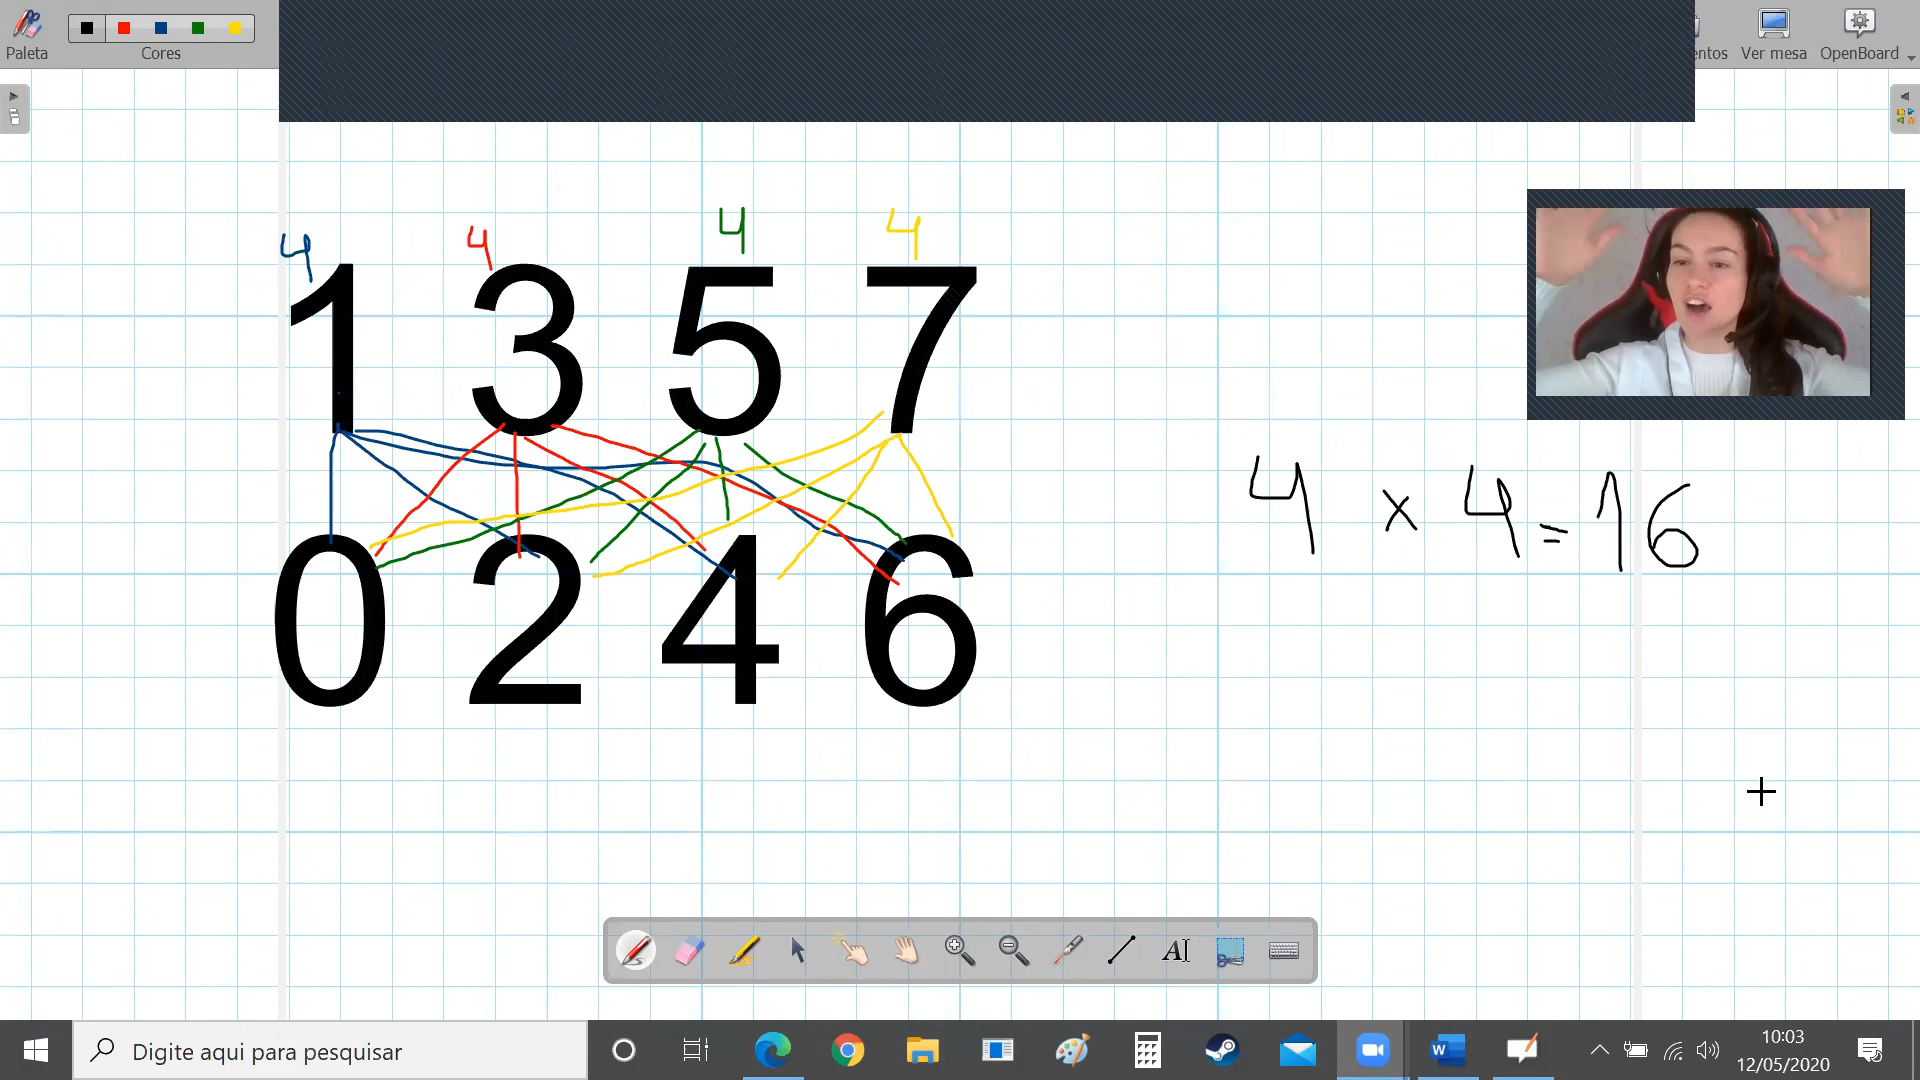 Paleta
Cores
entos
Ver mesa
OpenBoard
4 4 4 4
1 3 5 7
4 x 4 = 16
0 2 4 6
Digite aqui para pesquisar
10:03
12/05/2020